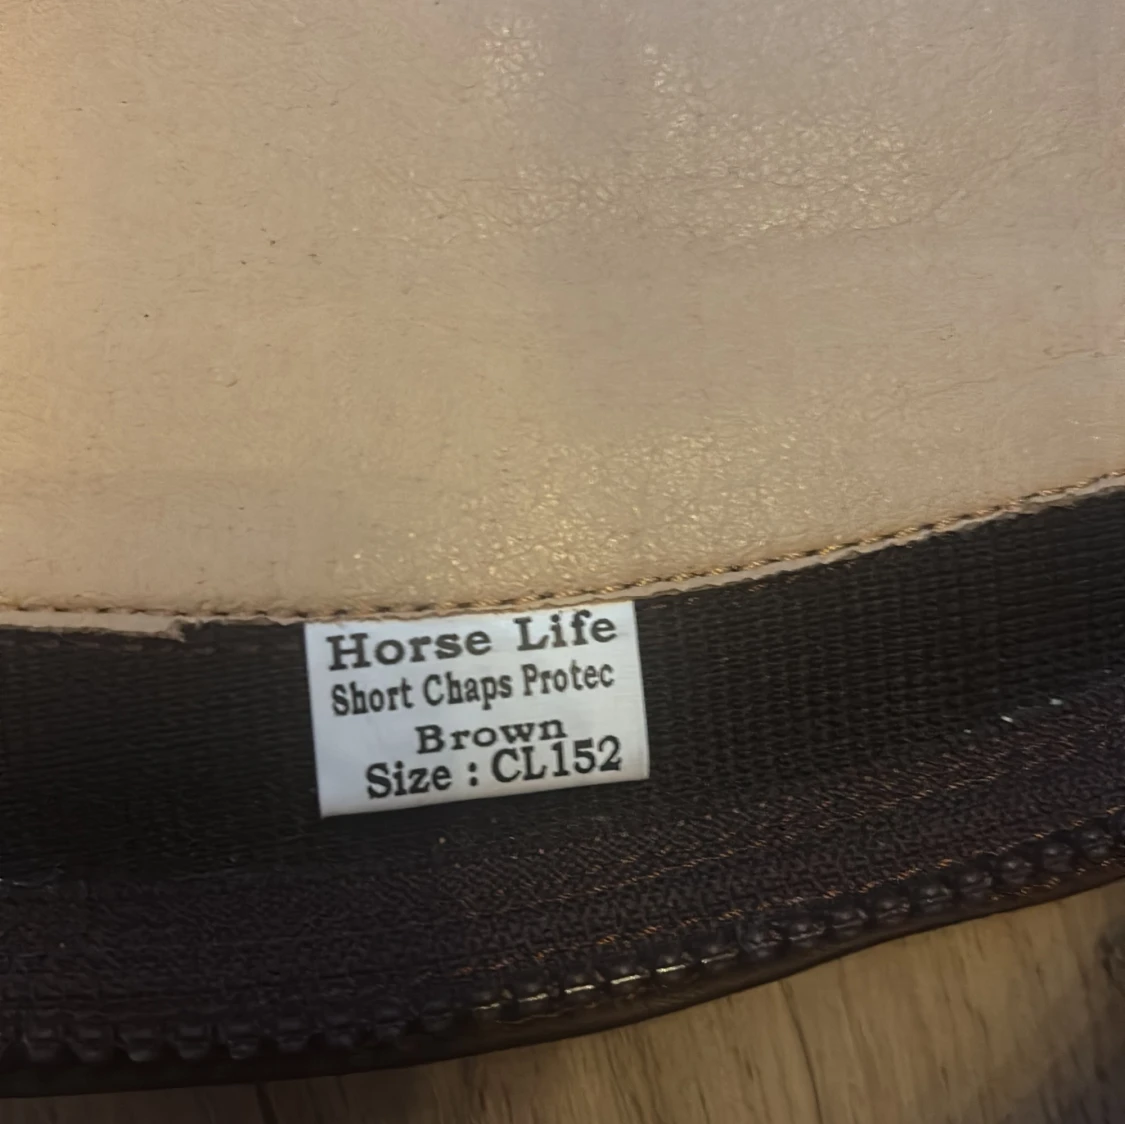 Horse Life
Short Chaps Protec
Brown
Size : CL152